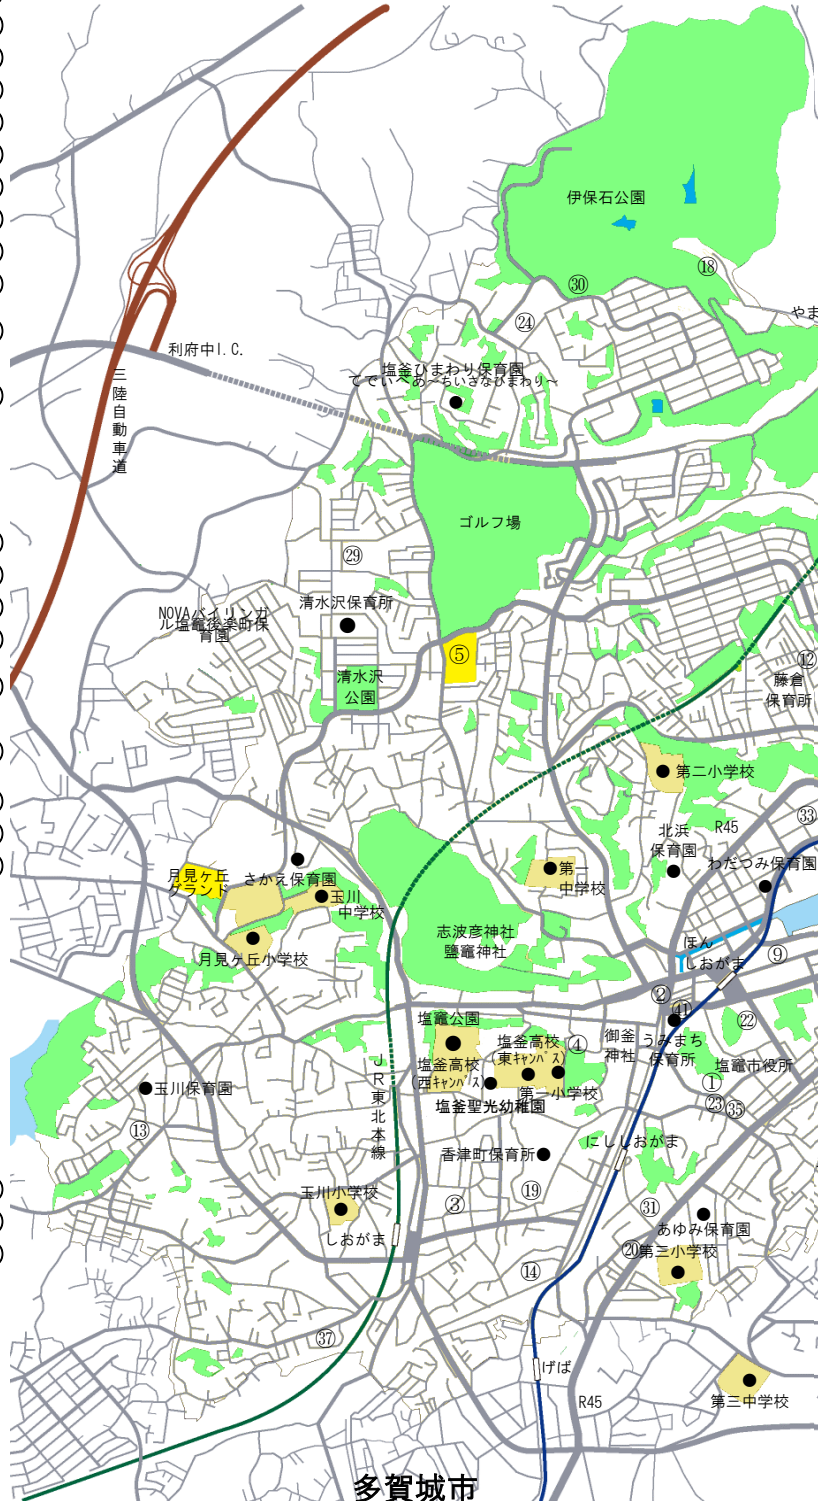 伊保石公園
⑱
㉚
やま
㉔
利府中I.C.
三陸自動車道
塩釜ひまわり保育園
てでいべあ～ちいさなひまわり～
ゴルフ場
㉙
清水沢保育所
NOVAバイリンガ
ル塩竈後楽町保
育園
⑤
清水沢
公園
⑫
藤倉
保育所
第二小学校
R45
㉝
北浜
保育園
わだつみ保育園
月見ヶ丘
グランド
さかえ保育園
玉川
中学校
第一
中学校
月見ヶ丘小学校
志波彦神社
鹽竈神社
ほん
しおがま
⑨
②
㊶
塩竈公園
㉒
塩釜高校
(西キャンパス)
塩釜高校
(東キャンパス)
④
御釜
神社
うみまち
保育所
塩竈市役所
第一小学校
塩釜聖光幼稚園
①
㉓
㉟
JR東北本線
玉川保育園
⑬
香津町保育所
にししおがま
玉川小学校
③
⑲
㉛
あゆみ保育園
しおがま
⑳
第三小学校
⑭
㊲
げば
R45
第三中学校
多賀城市